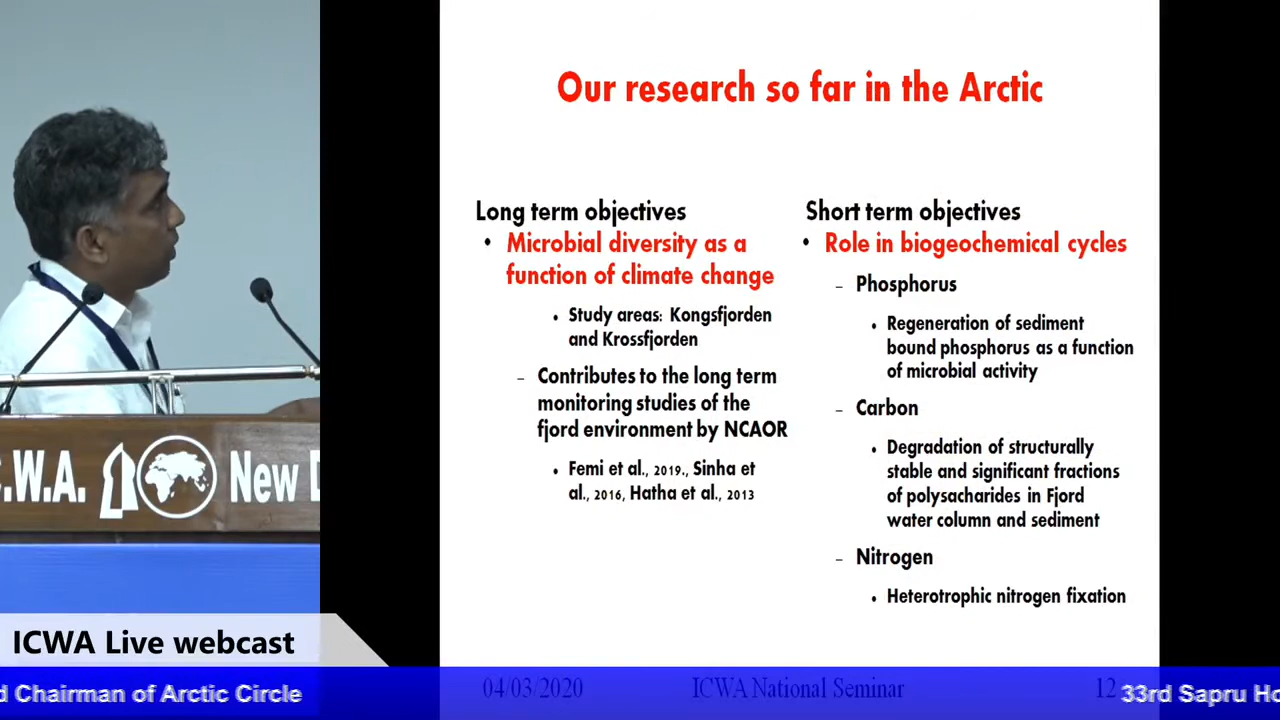 Our research so far in the Arctic
Long term objectives
• Microbial diversity as a
function of climate change
• Study areas: Kongsfjorden
and Krossfjorden
– Contributes to the long term
monitoring studies of the
fjord environment by NCAOR
• Femi et al., 2019., Sinha et
al., 2016, Hatha et al., 2013
Short term objectives
• Role in biogeochemical cycles
– Phosphorus
• Regeneration of sediment
bound phosphorus as a function
of microbial activity
– Carbon
• Degradation of structurally
stable and significant fractions
of polysacharides in Fjord
water column and sediment
– Nitrogen
• Heterotrophic nitrogen fixation
.W.A. New
ICWA Live webcast
04/03/2020 ICWA National Seminar 12
d Chairman of Arctic Circle 33rd Sapru Ho